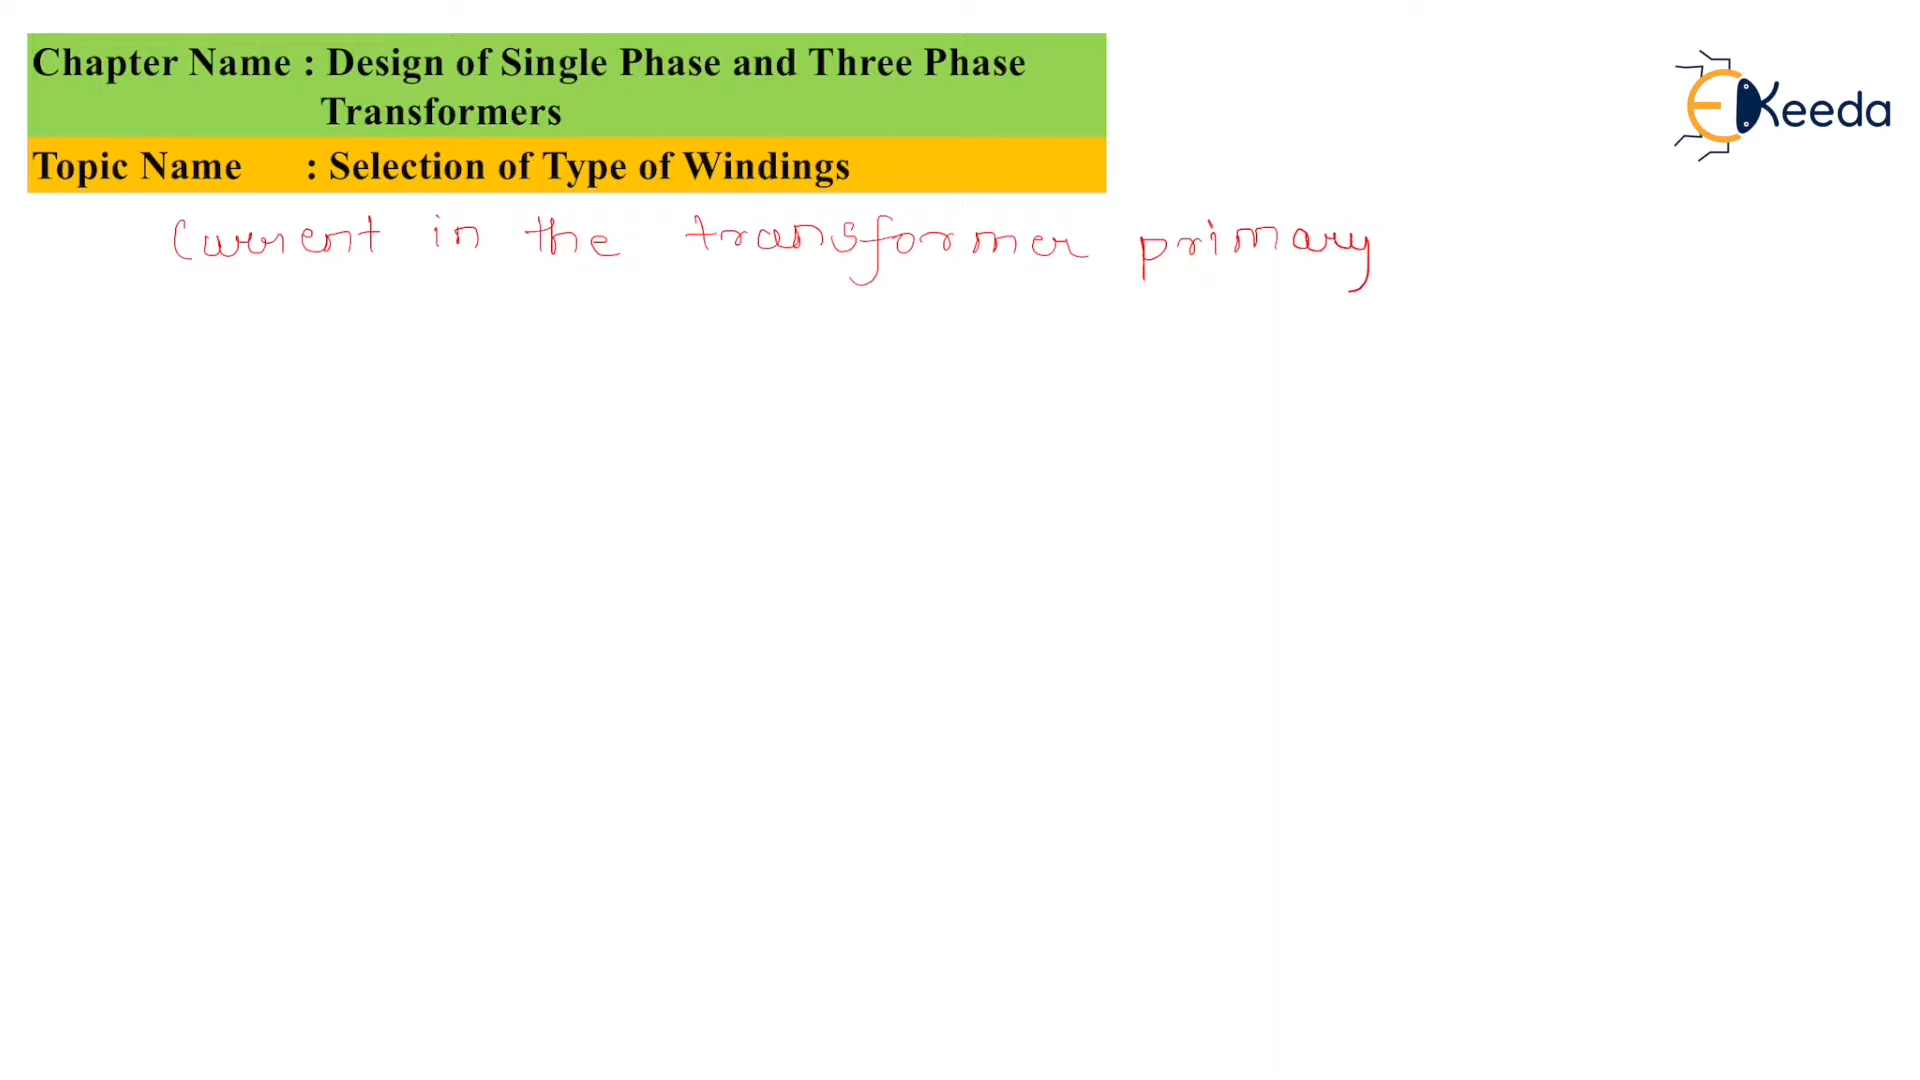 Chapter Name : Design of Single Phase and Three Phase
Transformers
Topic Name : Selection of Type of Windings
EKeeda
Current in the transformer primary